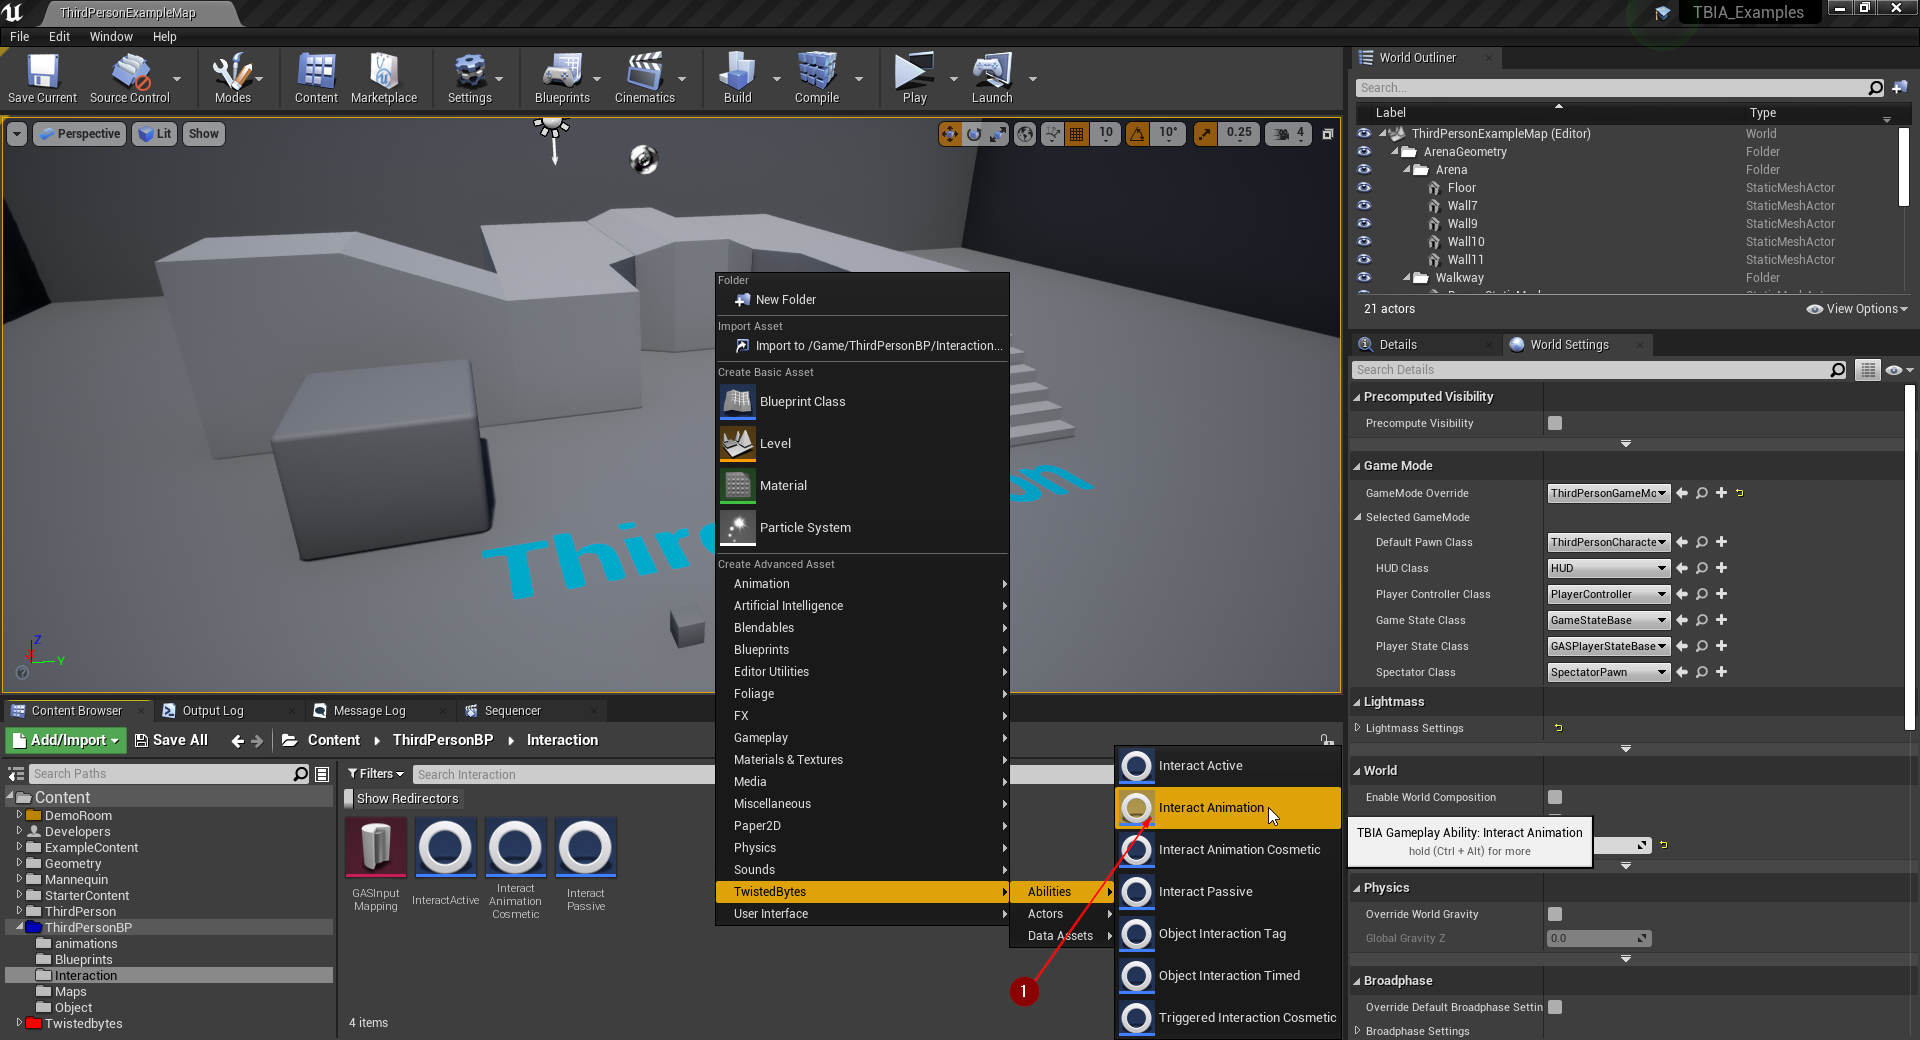 ThirdPersonExampleMap
TBIA_Examples
File Edit Window Help
Save Current
Source Control
Modes
Content
Marketplace
Settings
Blueprints
Cinematics
Build
Compile
Play
Launch
Perspective
Lit
Show
10
10°
0.25
4
Third
on
Z
Y
Folder
New Folder
Import Asset
Import to /Game/ThirdPersonBP/Interaction...
Create Basic Asset
Blueprint Class
Level
Material
Particle System
Create Advanced Asset
Animation
Artificial Intelligence
Blendables
Blueprints
Editor Utilities
Foliage
FX
Gameplay
Materials & Textures
Media
Miscellaneous
Paper2D
Physics
Sounds
TwistedBytes
User Interface
Abilities
Actors
Data Assets
Interact Active
Interact Animation
Interact Animation Cosmetic
Interact Passive
Object Interaction Tag
Object Interaction Timed
Triggered Interaction Cosmetic
1
TBIA Gameplay Ability: Interact Animation
hold (Ctrl + Alt) for more
Content Browser
Output Log
Message Log
Sequencer
Add/Import
Save All
Content
ThirdPersonBP
Interaction
Search Paths
Filters
Search Interaction
Show Redirectors
Content
DemoRoom
Developers
ExampleContent
Geometry
Mannequin
StarterContent
ThirdPerson
ThirdPersonBP
animations
Blueprints
Interaction
Maps
Object
Twistedbytes
GASInput
Mapping
InteractActive
Interact
Animation
Cosmetic
Interact
Passive
4 items
World Outliner
Search...
Label Type
ThirdPersonExampleMap (Editor) World
ArenaGeometry Folder
Arena Folder
Floor StaticMeshActor
Wall7 StaticMeshActor
Wall9 StaticMeshActor
Wall10 StaticMeshActor
Wall11 StaticMeshActor
Walkway Folder
21 actors
View Options
Details
World Settings
Search Details
Precomputed Visibility
Precompute Visibility
Game Mode
GameMode Override ThirdPersonGameMo
Selected GameMode
Default Pawn Class ThirdPersonCharacte
HUD Class HUD
Player Controller Class PlayerController
Game State Class GameStateBase
Player State Class GASPlayerStateBase
Spectator Class SpectatorPawn
Lightmass
Lightmass Settings
World
Enable World Composition
Physics
Override World Gravity
Global Gravity Z 0.0
Broadphase
Override Default Broadphase Settin
Broadphase Settings